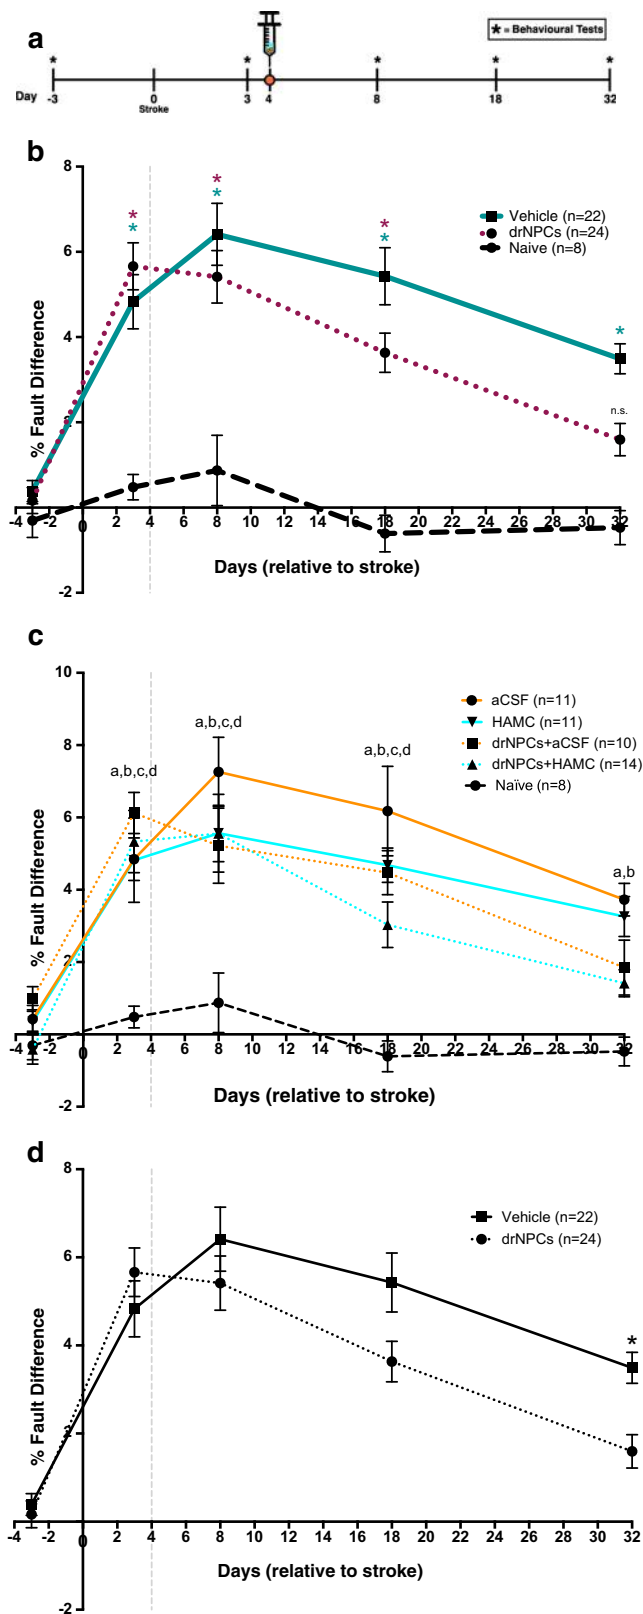 a
* = Behavioural Tests
* * * * *
Day -3 0 3 4 8 18 32
Stroke
b
8
6
4
2
-2
% Fault Difference
* * *
* * *
*
n.s.
Vehicle (n=22)
drNPCs (n=24)
Naive (n=8)
-4 -2 0 2 4 6 8 10 12 14 16 18 20 22 24 26 28 30 32
Days (relative to stroke)
c
10
8
6
4
2
-2
% Fault Difference
a,b,c,d
a,b,c,d
a,b,c,d
a,b
aCSF (n=11)
HAMC (n=11)
drNPCs+aCSF (n=10)
drNPCs+HAMC (n=14)
Naïve (n=8)
-4 -2 0 2 4 6 8 10 12 14 16 18 20 22 24 26 28 30 32
Days (relative to stroke)
d
8
6
4
2
-2
% Fault Difference
Vehicle (n=22)
drNPCs (n=24)
*
-4 -2 0 2 4 6 8 10 12 14 16 18 20 22 24 26 28 30 32
Days (relative to stroke)